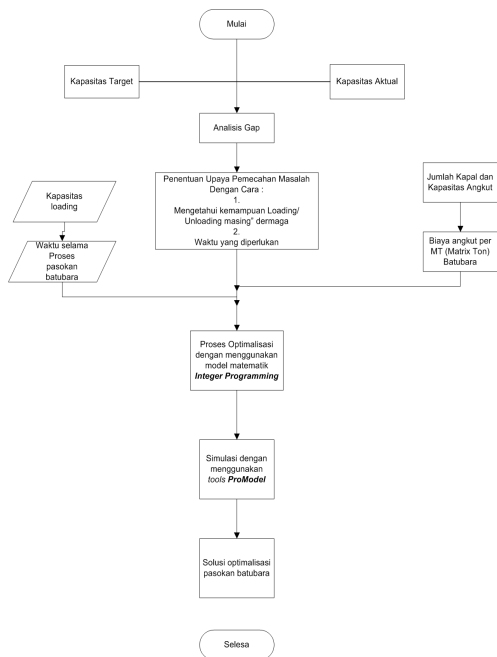 Mulai
Kapasitas Target
Kapasitas Aktual
Analisis Gap
Penentuan Upaya Pemecahan Masalah
Dengan Cara :
1.
Mengetahui kemampuan Loading/
Unloading masing” dermaga
2.
Waktu yang diperlukan
Kapasitas
loading
Waktu selama
Proses
pasokan
batubara
Jumlah Kapal dan
Kapasitas Angkut
Biaya angkut per
MT (Matrix Ton)
Batubara
Proses Optimalisasi
dengan menggunakan
model matematik
Integer Programming
Simulasi dengan
menggunakan
tools ProModel
Solusi optimalisasi
pasokan batubara
Selesa